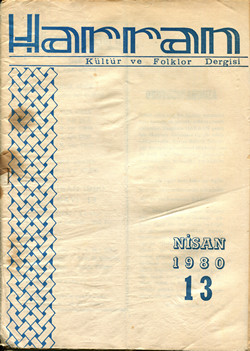 Harran
Kültür ve Folklor Dergisi
NİSAN
1980
13